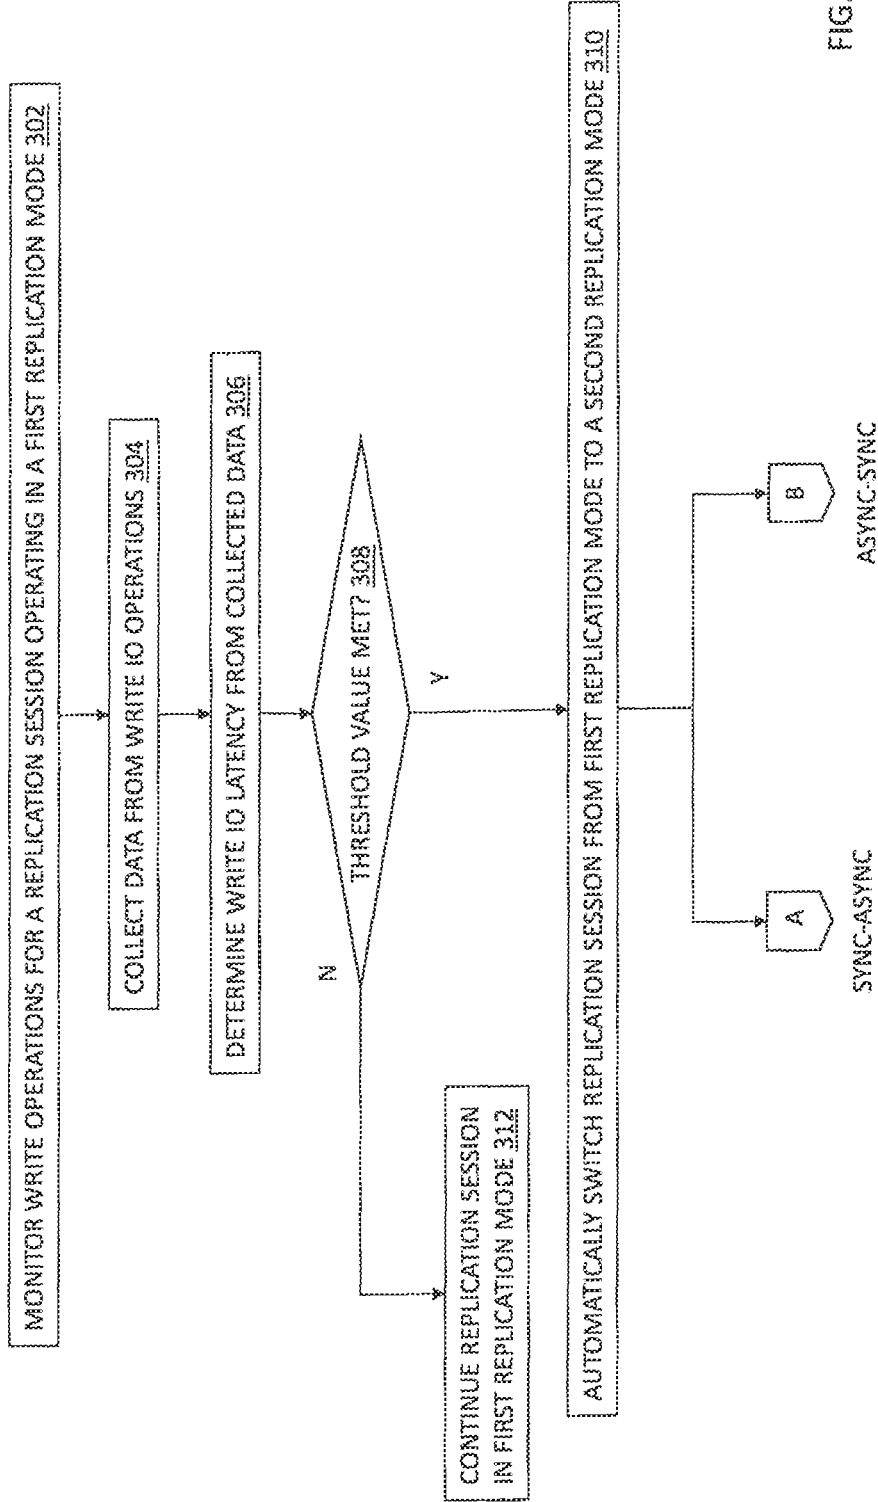 MONITOR WRITE OPERATIONS FOR A REPLICATION SESSION OPERATING IN A FIRST REPLICATION MODE 302
COLLECT DATA FROM WRITE IO OPERATIONS 304
DETERMINE WRITE IO LATENCY FROM COLLECTED DATA 306
THRESHOLD VALUE MET? 308
N
Y
CONTINUE REPLICATION SESSION
IN FIRST REPLICATION MODE 312
AUTOMATICALLY SWITCH REPLICATION SESSION FROM FIRST REPLICATION MODE TO A SECOND REPLICATION MODE 310
A
B
SYNC-ASYNC
ASYNC-SYNC
FIG.